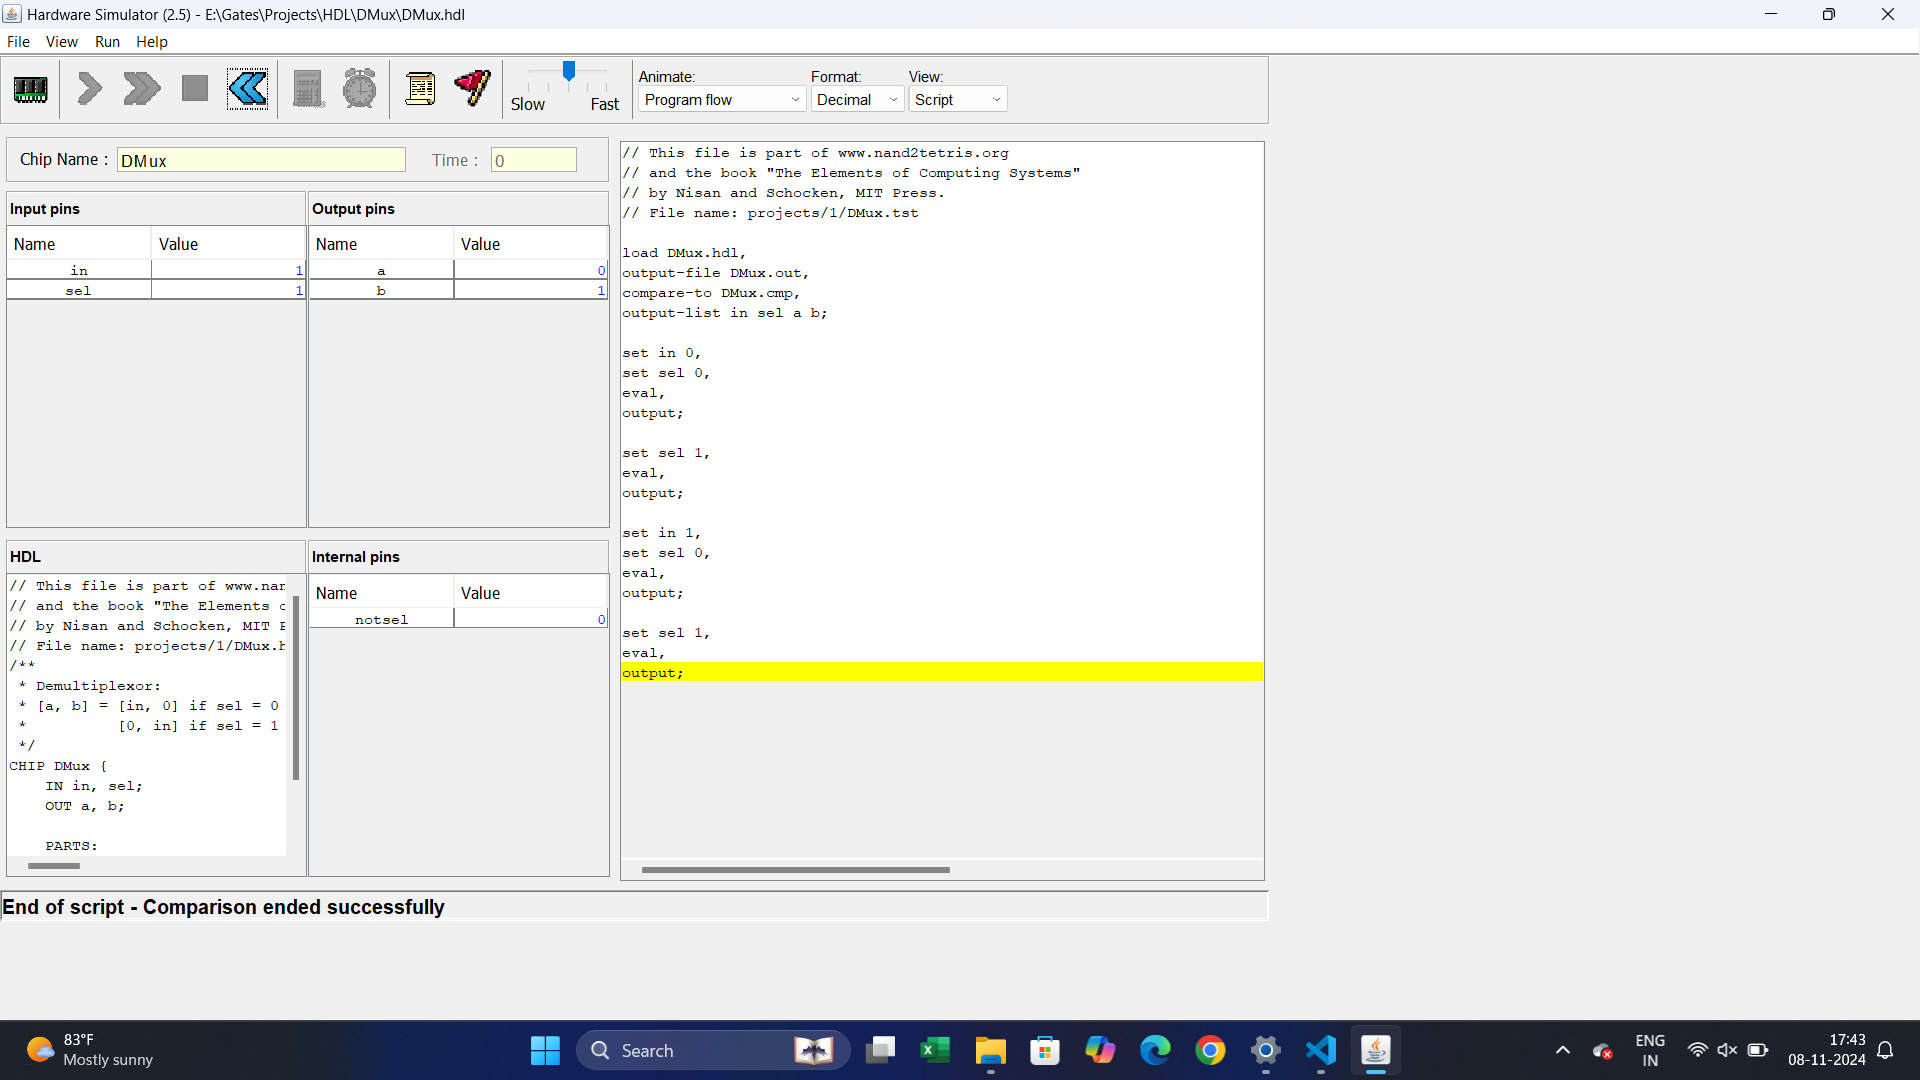 Hardware Simulator (2.5) - E:\Gates\Projects\HDL\DMux\DMux.hdl
File View Run Help
Slow Fast
Animate:
Program flow
Format:
Decimal
View:
Script
Chip Name : DMux Time : 0
Input pins
Name Value
in 1
sel 1
Output pins
Name Value
a 0
b 1
HDL
// This file is part of www.nan
// and the book "The Elements o
// by Nisan and Schocken, MIT P
// File name: projects/1/DMux.h
/**
* Demultiplexor:
* [a, b] = [in, 0] if sel = 0
* [0, in] if sel = 1
*/
CHIP DMux {
IN in, sel;
OUT a, b;
PARTS:
Internal pins
Name Value
notsel 0
// This file is part of www.nand2tetris.org
// and the book "The Elements of Computing Systems"
// by Nisan and Schocken, MIT Press.
// File name: projects/1/DMux.tst
load DMux.hdl,
output-file DMux.out,
compare-to DMux.cmp,
output-list in sel a b;
set in 0,
set sel 0,
eval,
output;
set sel 1,
eval,
output;
set in 1,
set sel 0,
eval,
output;
set sel 1,
eval,
output;
End of script - Comparison ended successfully
83°F
Mostly sunny
Search
ENG
IN
17:43
08-11-2024